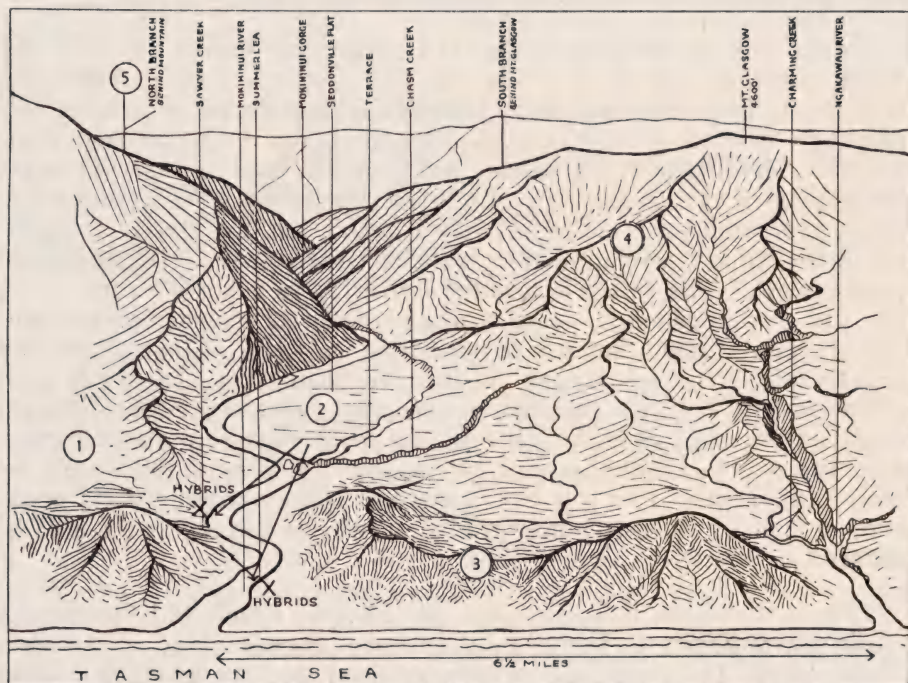 5
NORTH BRANCH
BEHIND MOUNTAIN
SAWYER CREEK
MOKIHINUI RIVER
SUMMERLEA
MOKIHINUI GORGE
SEDDONVILLE FLAT
TERRACE
CHASM CREEK
SOUTH BRANCH
BEHIND MT. GLASGOW
MT. GLASGOW
4600'
CHARMING CREEK
NGAKAWAU RIVER
4
2
1
HYBRIDS
3
HYBRIDS
6½ MILES
TASMAN SEA